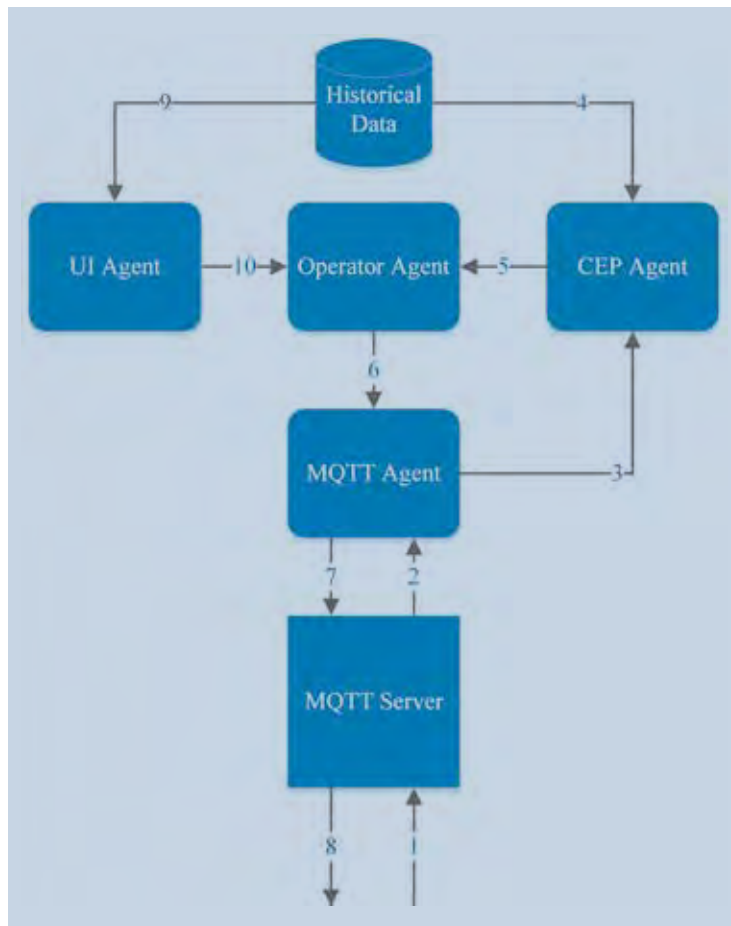 Historical
Data
9
4
UI Agent
10
Operator Agent
5
CEP Agent
6
MQTT Agent
3
7
2
MQTT Server
8
1